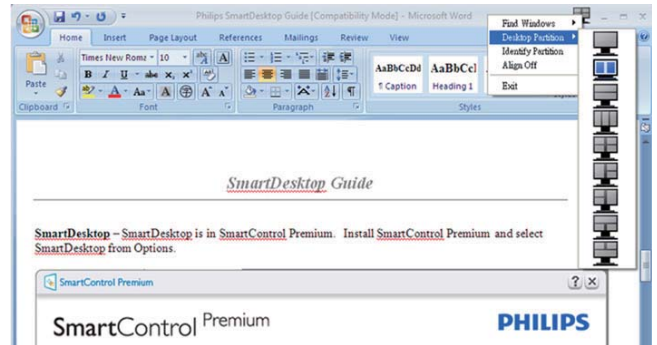 Philips SmartDesktop Guide [Compatibility Mode] - Microsoft Word
Home Insert Page Layout References Mailings Review View
Find Windows
Desktop Partition
Identify Partition
Align Off
Exit
Paste
Times New Roma 10
B I U abc x, x²
Aa A A
AaBbCcDd AaBbCcl
¶ Caption Heading 1
Clipboard Font Paragraph Styles
SmartDesktop Guide
SmartDesktop – SmartDesktop is in SmartControl Premium. Install SmartControl Premium and select
SmartDesktop from Options.
SmartControl Premium
SmartControl Premium
PHILIPS